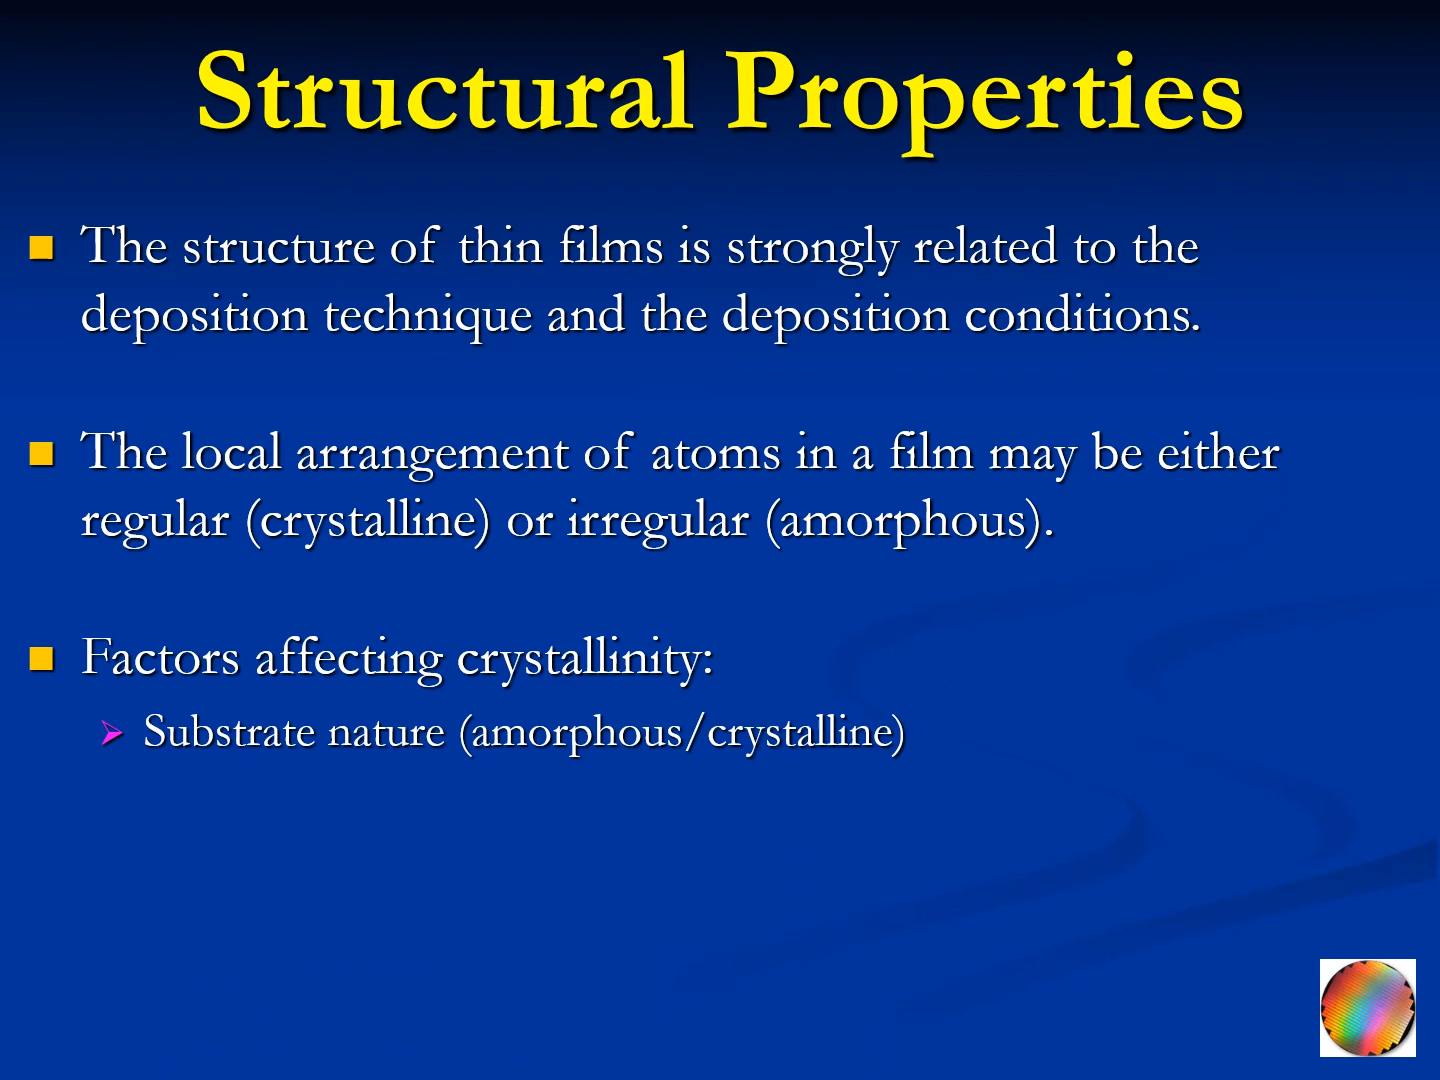 Structural Properties
The structure of thin films is strongly related to the
deposition technique and the deposition conditions.
The local arrangement of atoms in a film may be either
regular (crystalline) or irregular (amorphous).
Factors affecting crystallinity:
Substrate nature (amorphous/crystalline)